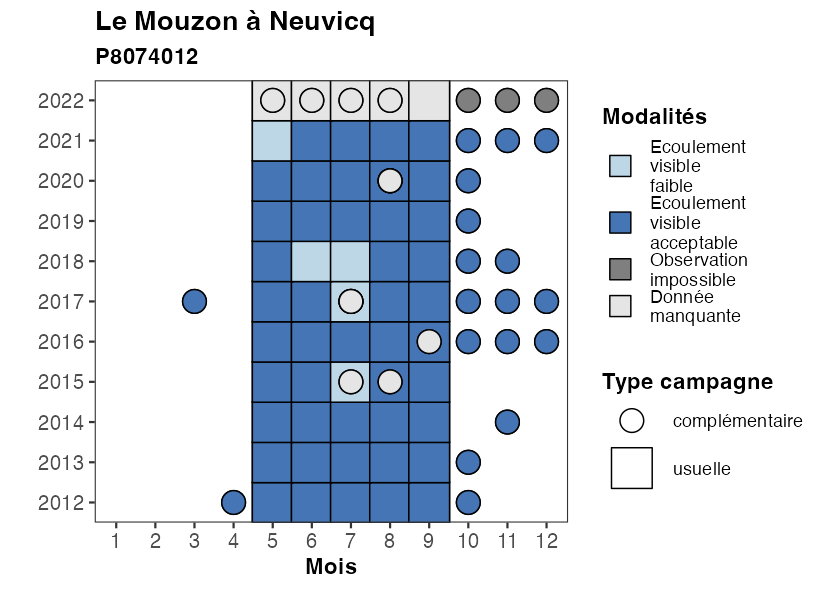 Le Mouzon à Neuvicq
P8074012
2022
2021
2020
2019
2018
2017
2016
2015
2014
2013
2012
1 2 3 4 5 6 7 8 9 10 11 12
Mois
Modalités
Ecoulement
visible
faible
Ecoulement
visible
acceptable
Observation
impossible
Donnée
manquante
Type campagne
complémentaire
usuelle